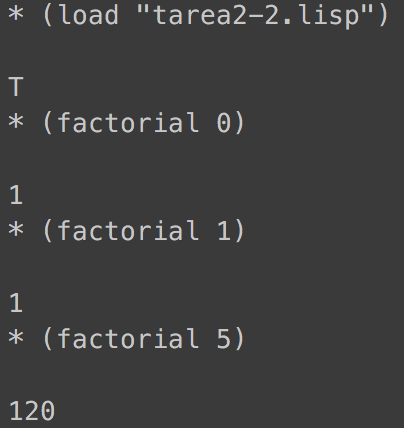 * (load "tarea2-2.lisp")
T
* (factorial 0)
1
* (factorial 1)
1
* (factorial 5)
120